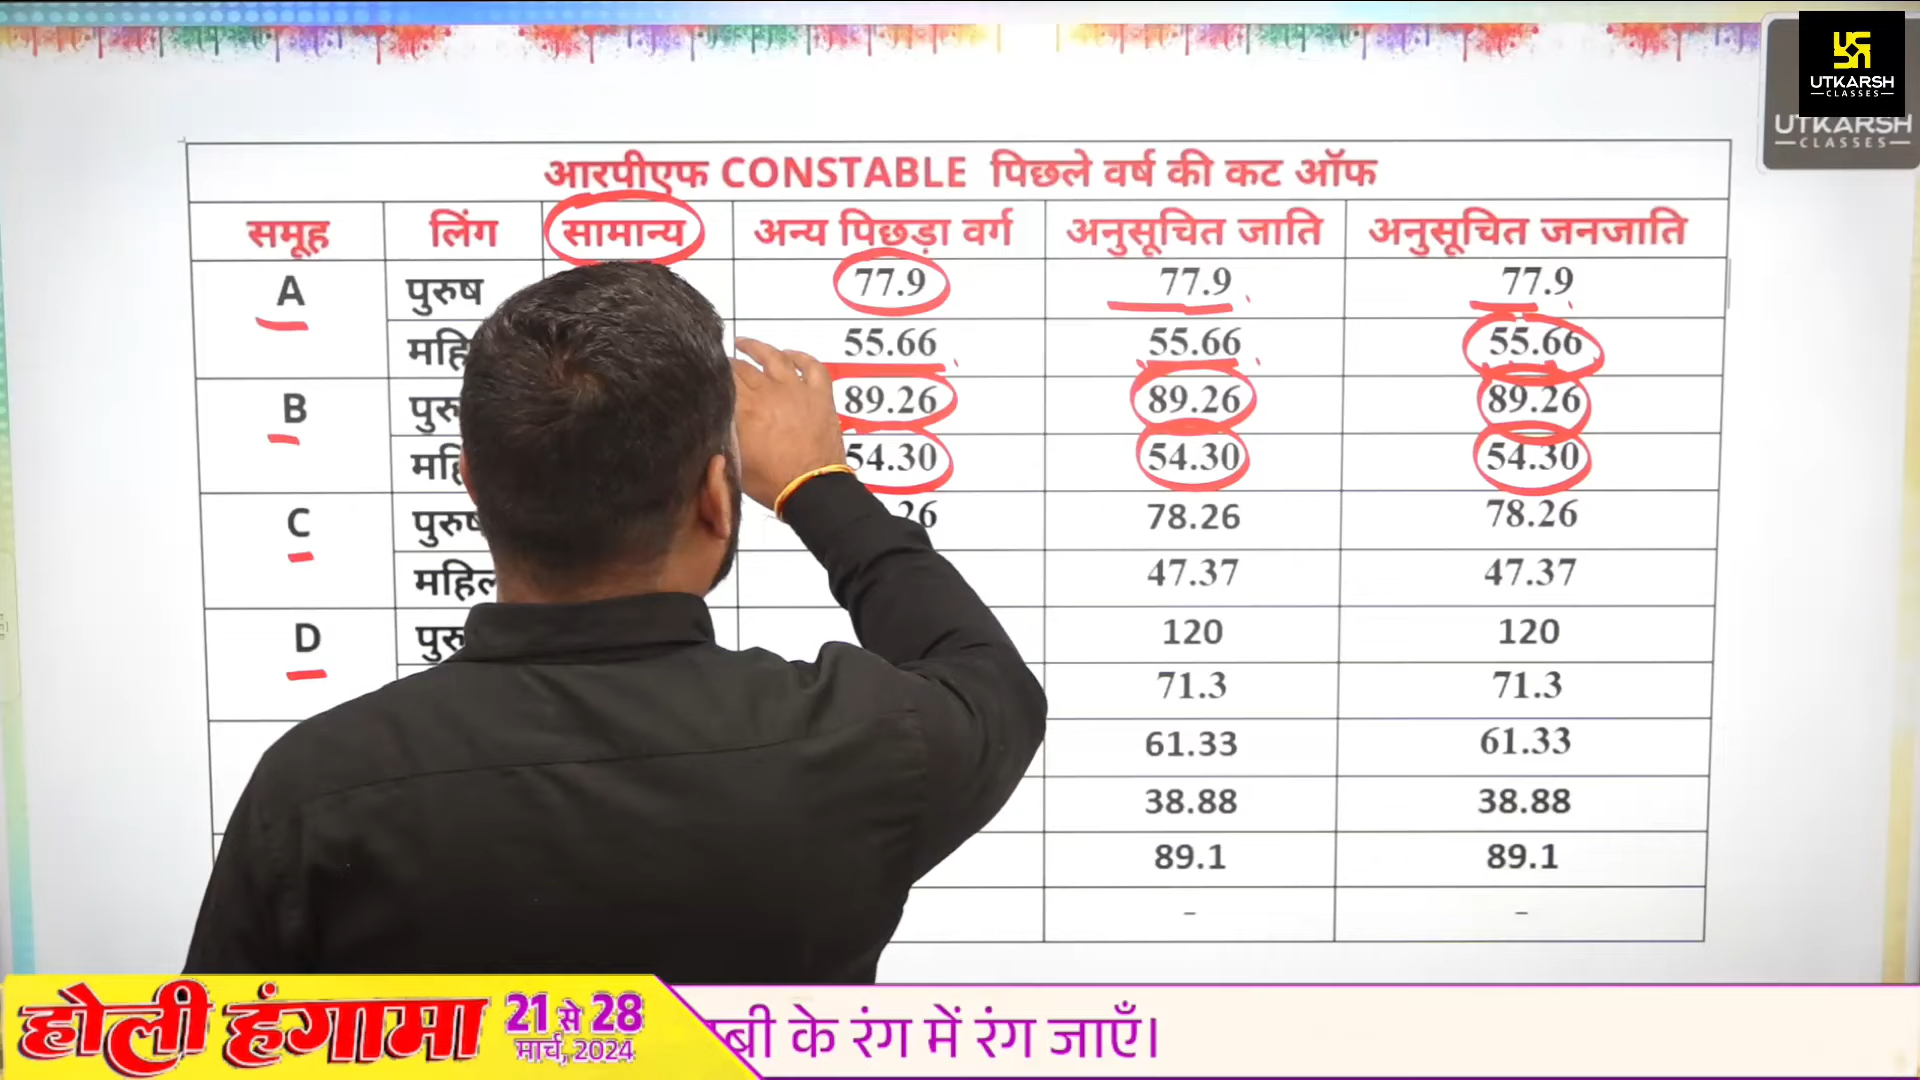 UTKARSH
CLASSES
UTKARSH
CLASSES
आरपीएफ CONSTABLE पिछले वर्ष की कट ऑफ
समूह लिंग सामान्य अन्य पिछड़ा वर्ग अनुसूचित जाति अनुसूचित जनजाति
A पुरुष 77.9 77.9 77.9
55.66 55.66 55.66
B 89.26 89.26 89.26
54.30 54.30 54.30
C पुरुष 78.26 78.26
47.37 47.37
D 120 120
71.3 71.3
61.33 61.33
38.88 38.88
89.1 89.1
- -
होली हंगामा 21 से 28
मार्च, 2024
के रंग में रंग जाएँ।